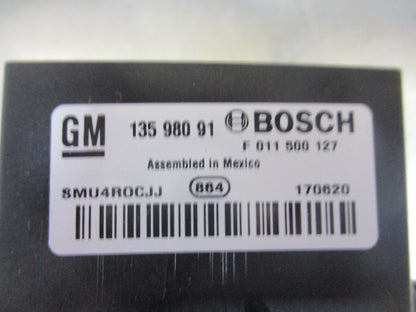 GM 135 980 91 BOSCH
F 011 500 127
Assembled in Mexico
SMU4R0CJJ 864 170620